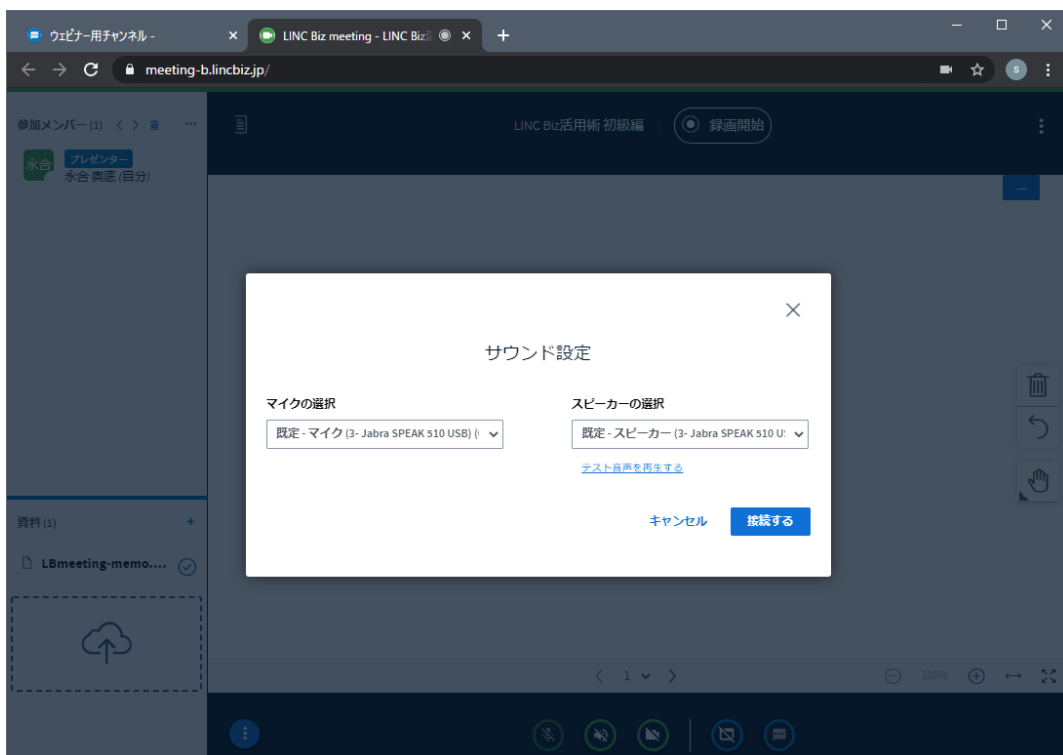 ウェビナー用チャンネル -
LINC Biz meeting - LINC Biz
meeting-b.lincbiz.jp/
S
参加メンバー (1)
永合
プレゼンター
永合 奥底 (自分)
LINC Biz活用術 初級編
録画開始
サウンド設定
マイクの選択
スピーカーの選択
既定 - マイク (3- Jabra SPEAK 510 USB) (
既定 - スピーカー (3- Jabra SPEAK 510 U
テスト音声を再生する
キャンセル
接続する
資料 (1)
LBmeeting-memo....
1
100%